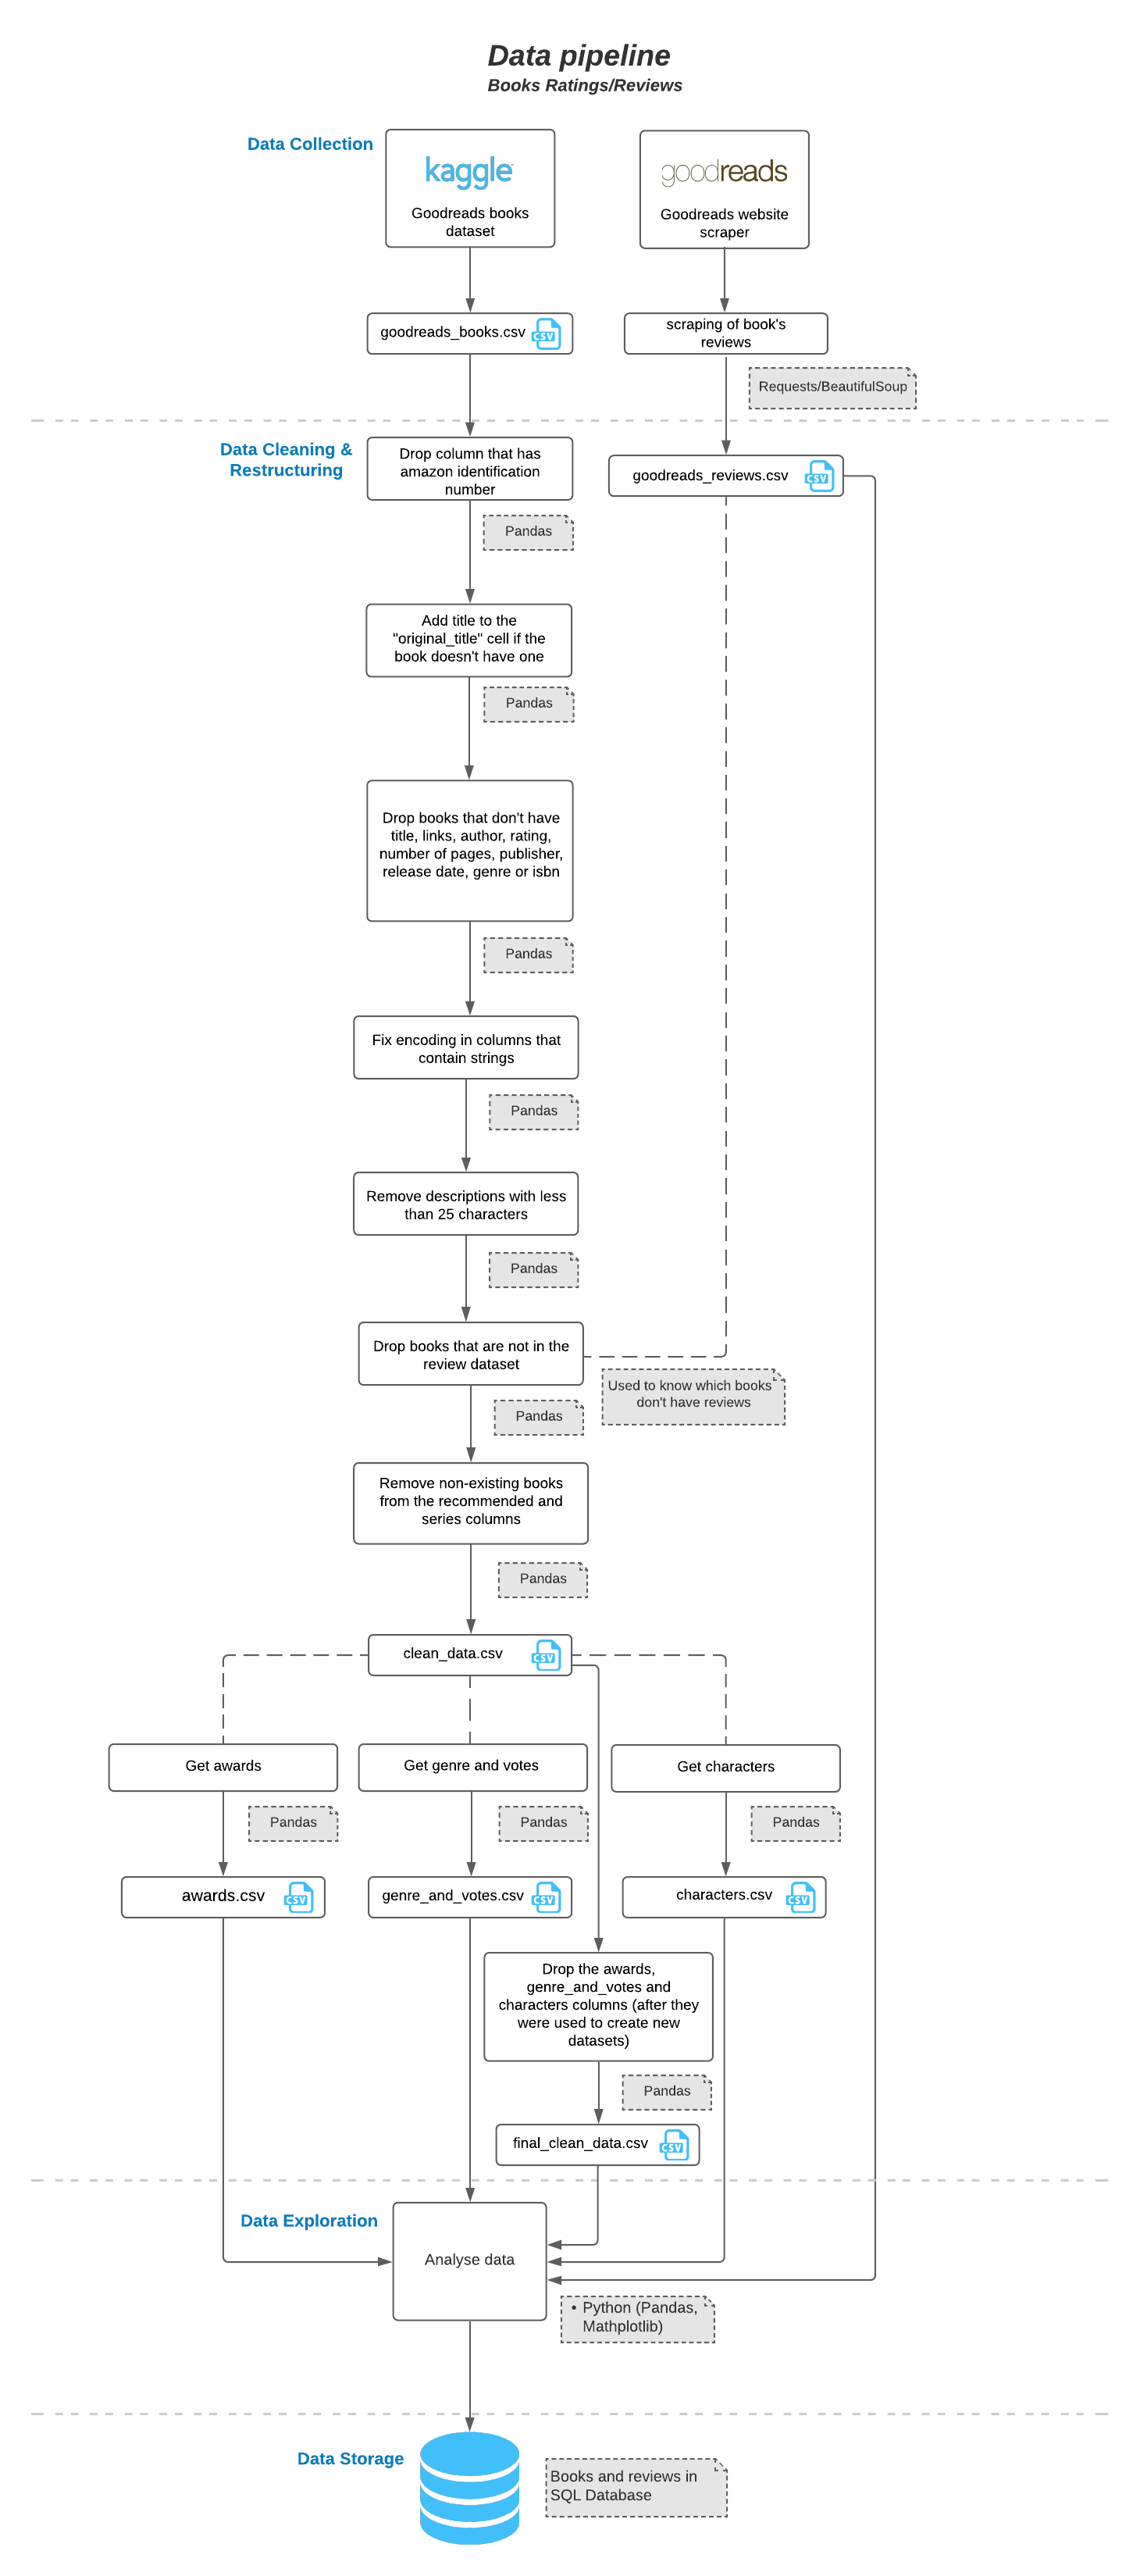 Data pipeline
Books Ratings/Reviews
Data Collection
kaggle
Goodreads books
dataset
goodreads
Goodreads website
scraper
goodreads_books.csv
CSV
scraping of book's
reviews
Requests/BeautifulSoup
Data Cleaning &
Restructuring
Drop column that has
amazon identification
number
goodreads_reviews.csv
CSV
Pandas
Add title to the
"original_title" cell if the
book doesn't have one
Pandas
Drop books that don't have
title, links, author, rating,
number of pages, publisher,
release date, genre or isbn
Pandas
Fix encoding in columns that
contain strings
Pandas
Remove descriptions with less
than 25 characters
Pandas
Drop books that are not in the
review dataset
Used to know which books
don't have reviews
Pandas
Remove non-existing books
from the recommended and
series columns
Pandas
clean_data.csv
CSV
Get awards
Get genre and votes
Get characters
Pandas
Pandas
Pandas
awards.csv
CSV
genre_and_votes.csv
CSV
characters.csv
CSV
Drop the awards,
genre_and_votes and
characters columns (after they
were used to create new
datasets)
Pandas
final_clean_data.csv
CSV
Data Exploration
Analyse data
• Python (Pandas,
Mathplotlib)
Data Storage
Books and reviews in
SQL Database